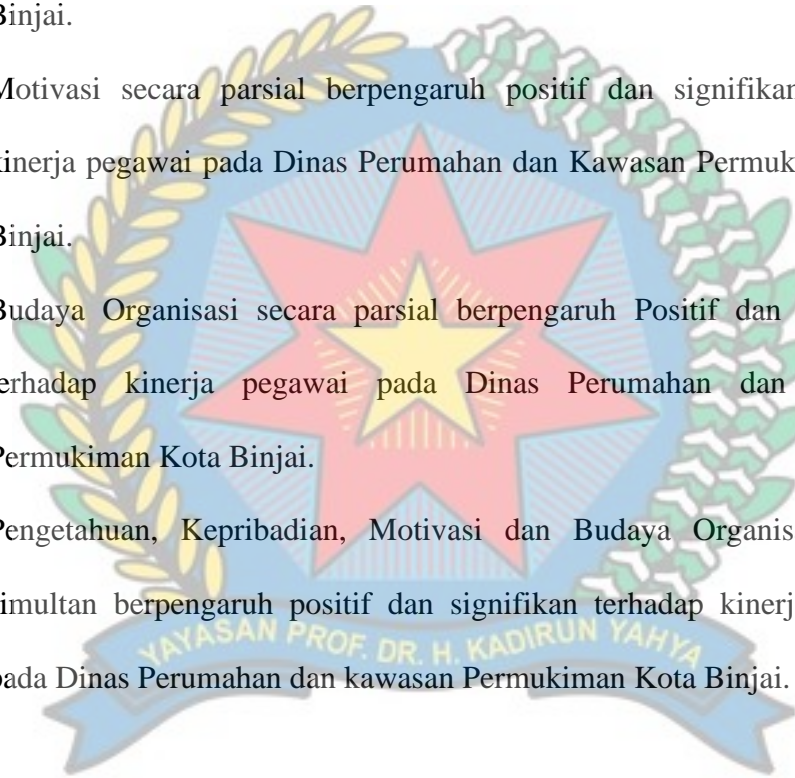 Binjai.
Motivasi secara parsial berpengaruh positif dan signifikan
kinerja pegawai pada Dinas Perumahan dan Kawasan Permuk
Binjai.
Budaya Organisasi secara parsial berpengaruh Positif dan
terhadap kinerja pegawai pada Dinas Perumahan dan
Permukiman Kota Binjai.
Pengetahuan, Kepribadian, Motivasi dan Budaya Organis
simultan berpengaruh positif dan signifikan terhadap kinerj
pada Dinas Perumahan dan kawasan Permukiman Kota Binjai.
YAYASAN PROF. DR. H. KADIRUN YAHYA